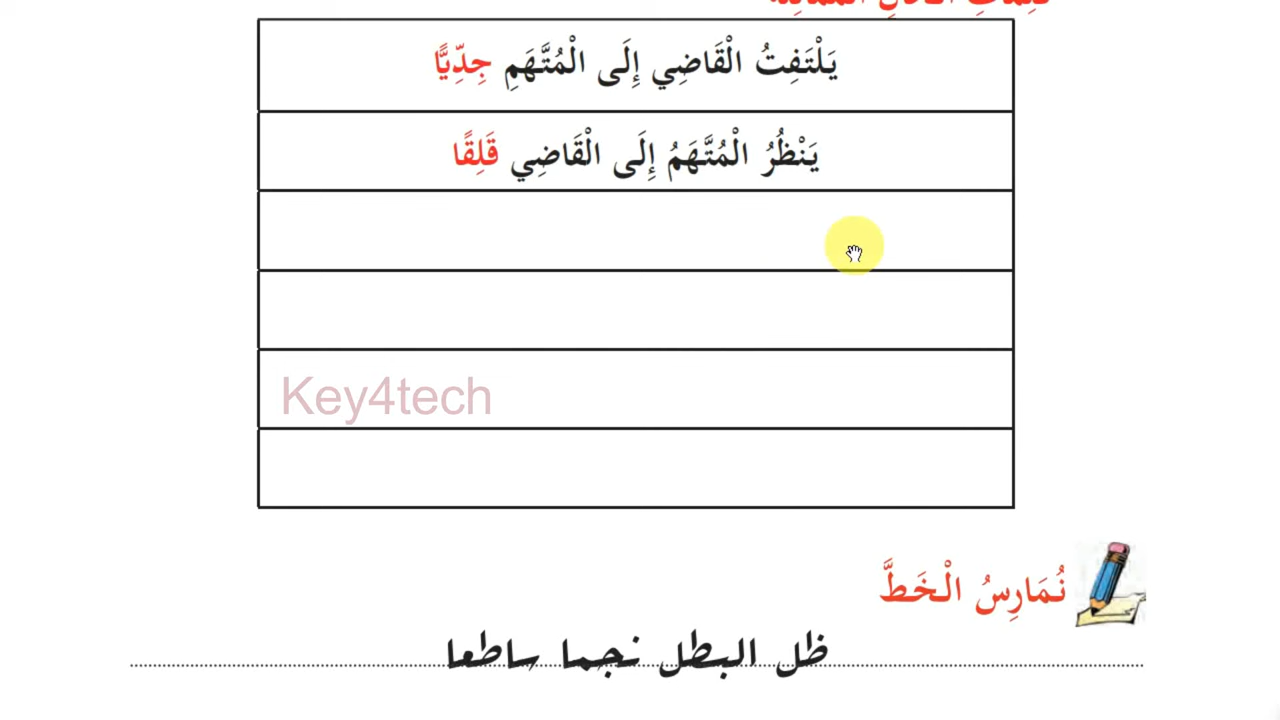 يَلْتَفِتُ الْقَاضِي إِلَى الْمُتَّهَمِ جِدِّيًّا
يَنْظُرُ الْمُتَّهَمُ إِلَى الْقَاضِي قَلِقًا
Key4tech
نُمَارِسُ الْخَطَّ
ظل البطل نجما ساطعا